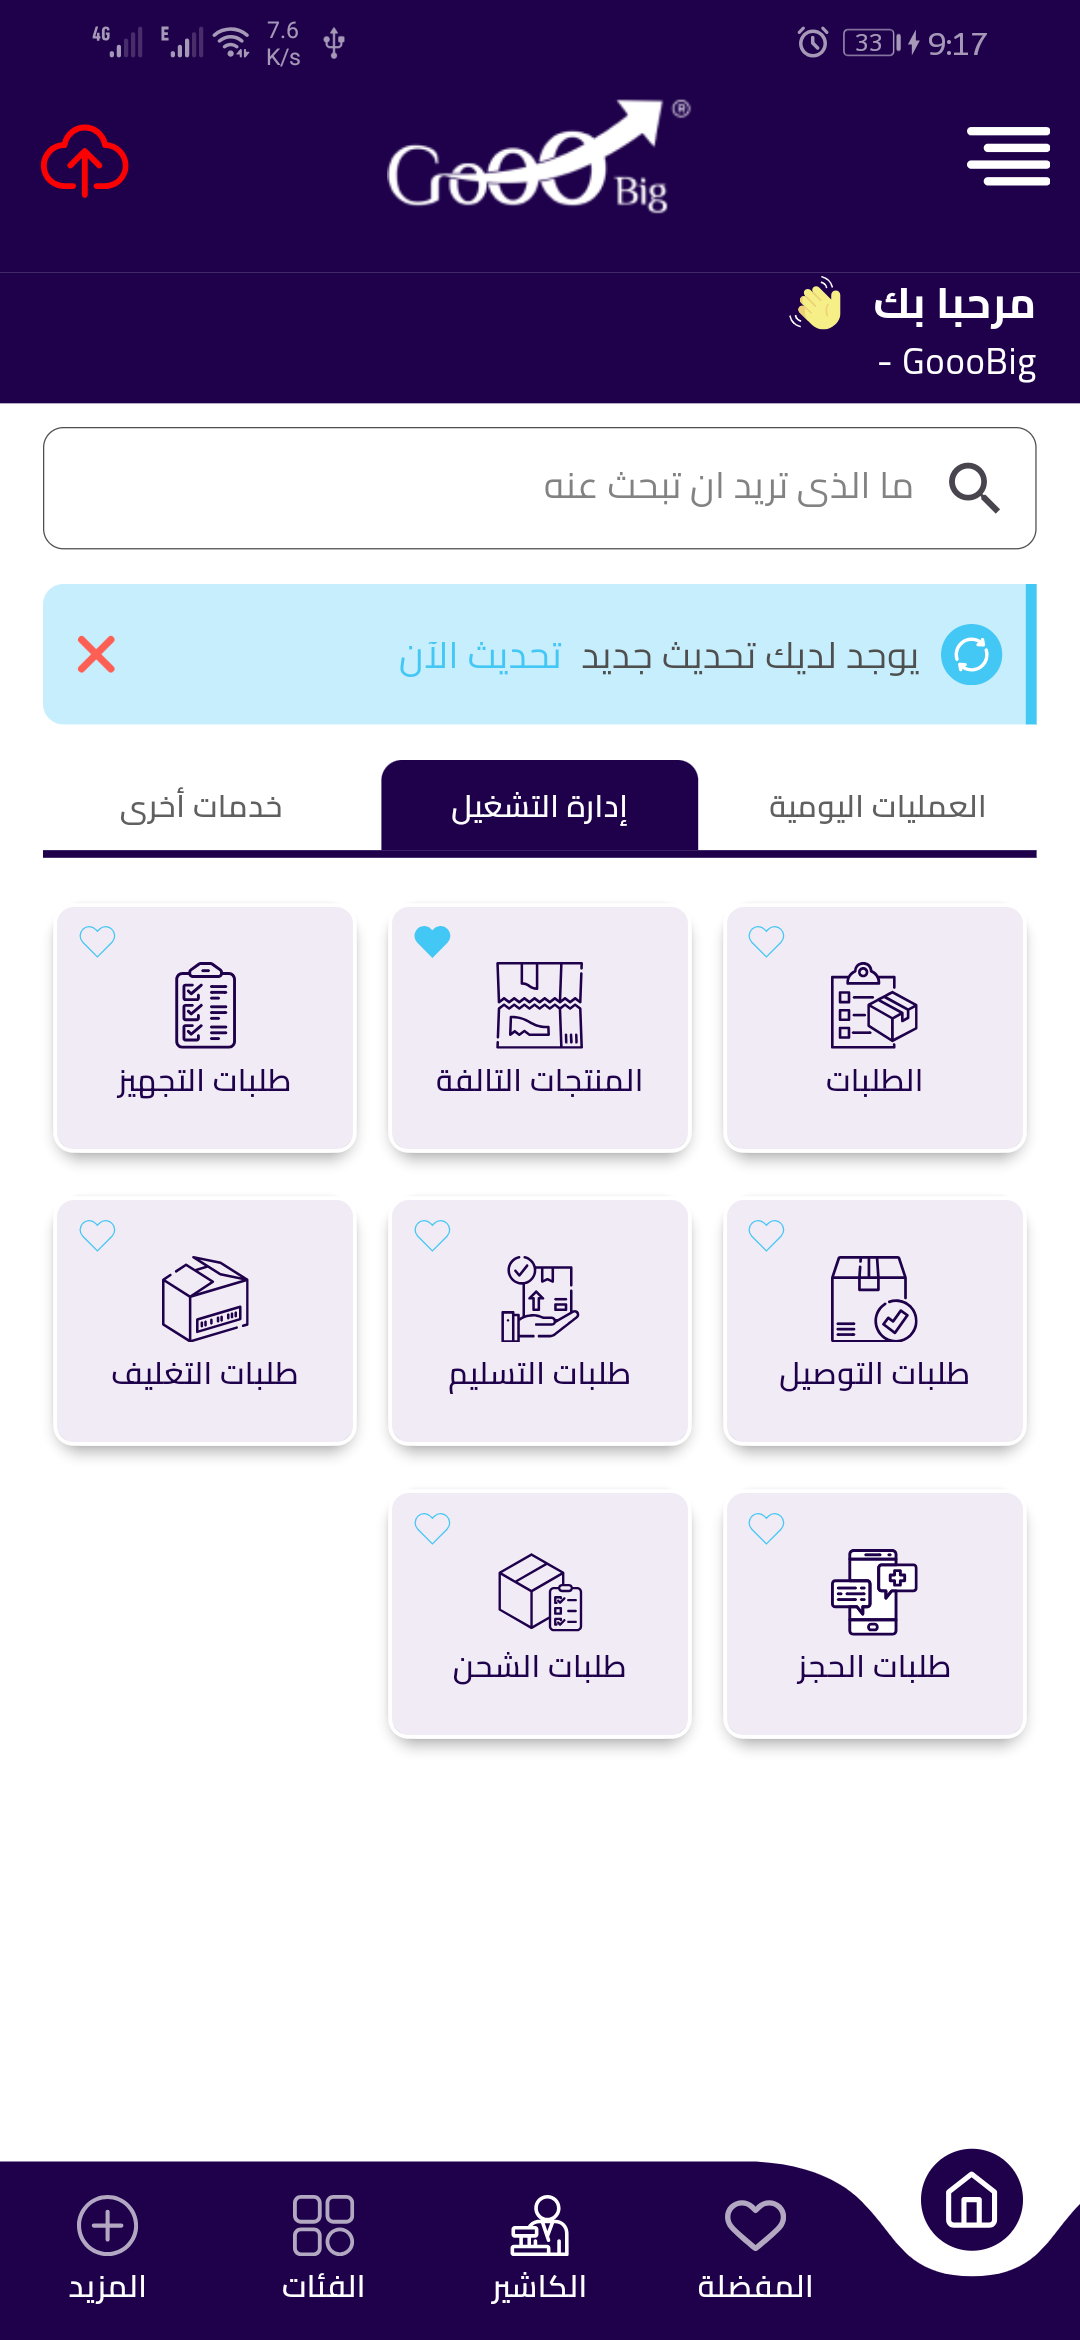 4G E 7.6 K/s 33 9:17
GoOO Big ®
مرحبا بك
GoooBig -
ما الذى تريد ان تبحث عنه
يوجد لديك تحديث جديد تحديث الآن
العمليات اليومية إدارة التشغيل خدمات أخرى
الطلبات المنتجات التالفة طلبات التجهيز
طلبات التوصيل طلبات التسليم طلبات التغليف
طلبات الحجز طلبات الشحن
المفضلة الكاشير الفئات المزيد